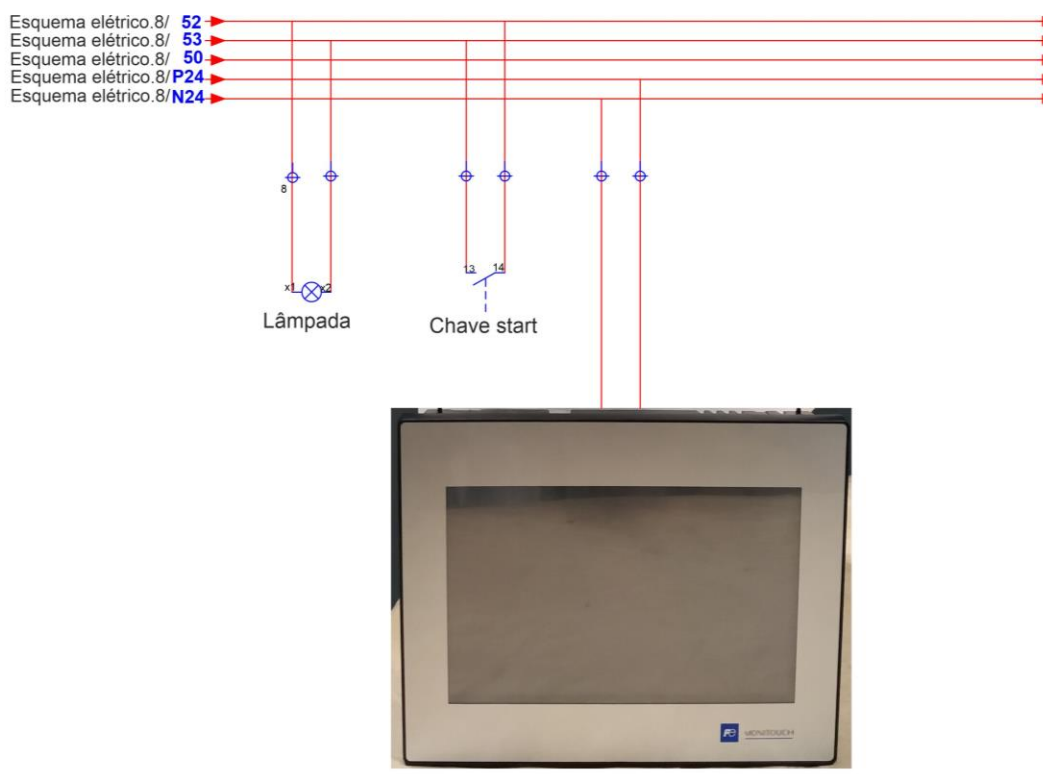 Esquema elétrico.8/ 52
Esquema elétrico.8/ 53
Esquema elétrico.8/ 50
Esquema elétrico.8/P24
Esquema elétrico.8/N24
8
13 14
x1 x2
Lâmpada
Chave start
MONITOUCH